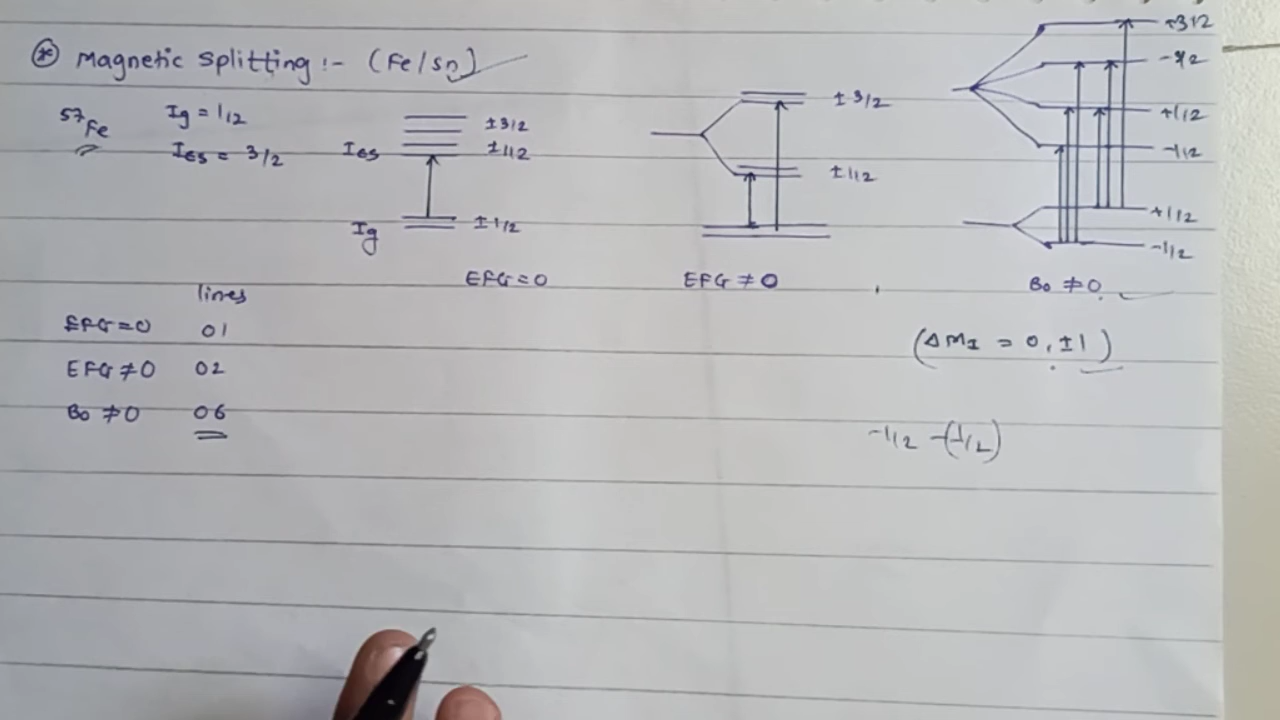 * Magnetic splitting :- (Fe/Sn)
57Fe Ig = 1/2
IES = 3/2
IES
±3/2
±1/2
Ig
±1/2
EFG = 0
±3/2
±1/2
EFG ≠ 0
+3/2
+1/2
-1/2
+1/2
-1/2
B0 ≠ 0
(ΔMI = 0, ±1)
-1/2 -(-1/2)
lines
EFG=0 01
EFG≠0 02
B0 ≠0 06